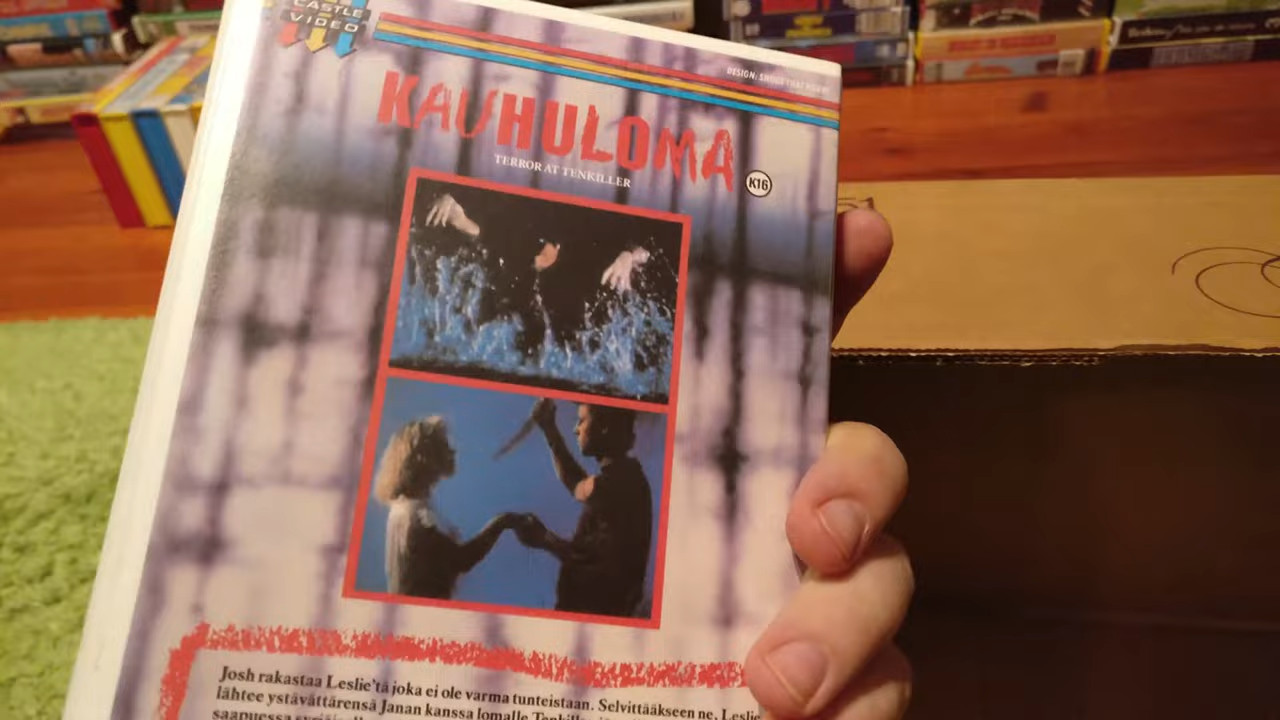 CASTLE
VIDEO
KAUHULOMA
TERROR AT TENKILLER
K16
Josh rakastaa Leslie'tä joka ei ole varma tunteistaan. Selvittääkseen ne, Leslie
lähtee ystävättärensä Janan kanssa lomalle
saapuessa